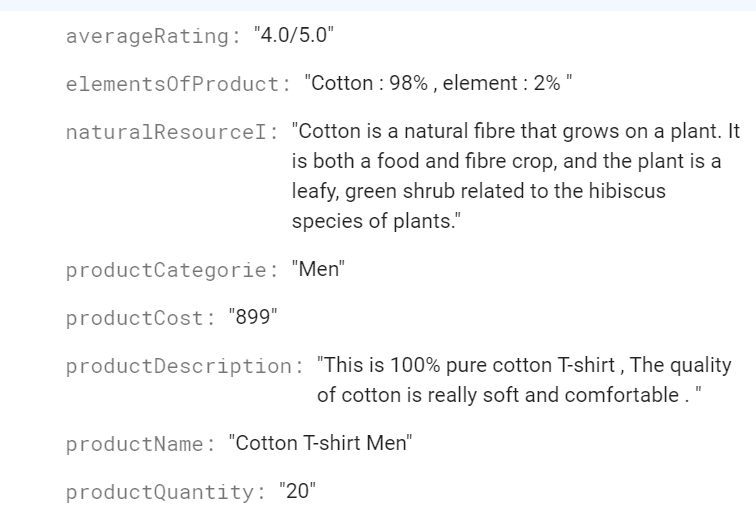 averageRating: "4.0/5.0"
elementsOfProduct: "Cotton : 98% , element : 2% "
naturalResourceI: "Cotton is a natural fibre that grows on a plant. It
is both a food and fibre crop, and the plant is a
leafy, green shrub related to the hibiscus
species of plants."
productCategorie: "Men"
productCost: "899"
productDescription: "This is 100% pure cotton T-shirt , The quality
of cotton is really soft and comfortable . "
productName: "Cotton T-shirt Men"
productQuantity: "20"